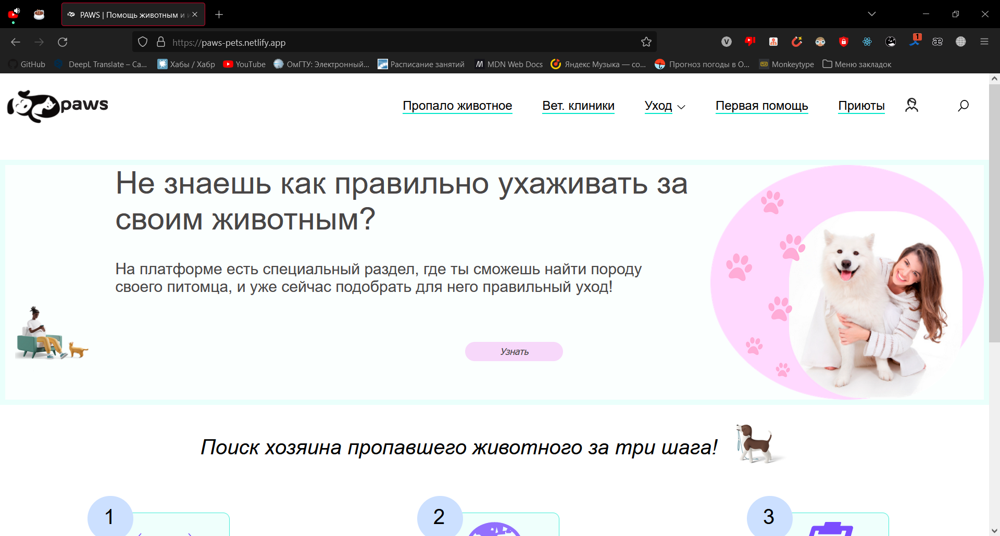 PAWS | Помощь животным и и
https://paws-pets.netlify.app
1
GitHub
DeepL Translate – Ca...
Хабы / Хабр
YouTube
ОмГТУ: Электронный...
Расписание занятий
MDN Web Docs
Яндекс Музыка — со...
Прогноз погоды в О...
Monkeytype
Меню закладок
paws
Пропало животное
Вет. клиники
Уход
Первая помощь
Приюты
Не знаешь как правильно ухаживать за
своим животным?
На платформе есть специальный раздел, где ты сможешь найти породу
своего питомца, и уже сейчас подобрать для него правильный уход!
Узнать
Поиск хозяина пропавшего животного за три шага!
1
2
3